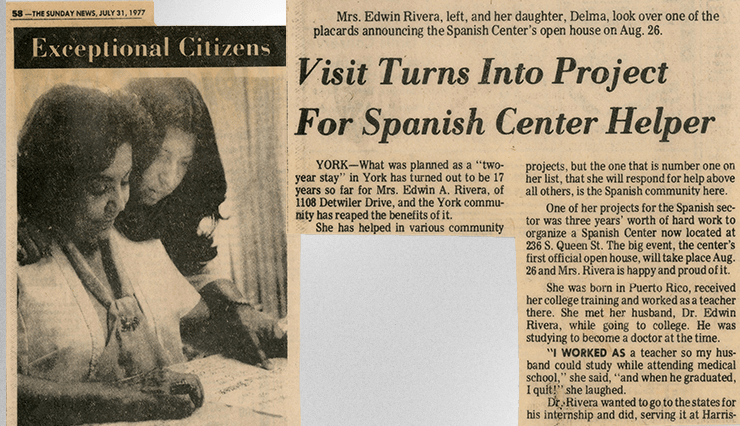 58 —THE SUNDAY NEWS, JULY 31, 1977
Exceptional Citizens
Mrs. Edwin Rivera, left, and her daughter, Delma, look over one of the
placards announcing the Spanish Center's open house on Aug. 26.
Visit Turns Into Project
For Spanish Center Helper
YORK—What was planned as a "two-
year stay" in York has turned out to be 17
years so far for Mrs. Edwin A. Rivera, of
1108 Detwiler Drive, and the York commu-
nity has reaped the benefits of it.
She has helped in various community
projects, but the one that is number one on
her list, that she will respond for help above
all others, is the Spanish community here.
One of her projects for the Spanish sec-
tor was three years' worth of hard work to
organize a Spanish Center now located at
236 S. Queen St. The big event, the center's
first official open house, will take place Aug.
26 and Mrs. Rivera is happy and proud of it.
She was born in Puerto Rico, received
her college training and worked as a teacher
there. She met her husband, Dr. Edwin
Rivera, while going to college. He was
studying to become a doctor at the time.
"I WORKED AS a teacher so my hus-
band could study while attending medical
school," she said, "and when he graduated,
I quit!" she laughed.
Dr. Rivera wanted to go to the states for
his internship and did, serving it at Harris-